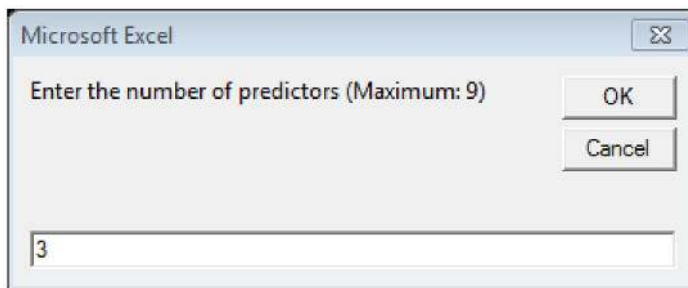 Microsoft Excel
Enter the number of predictors (Maximum: 9)
OK
Cancel
3